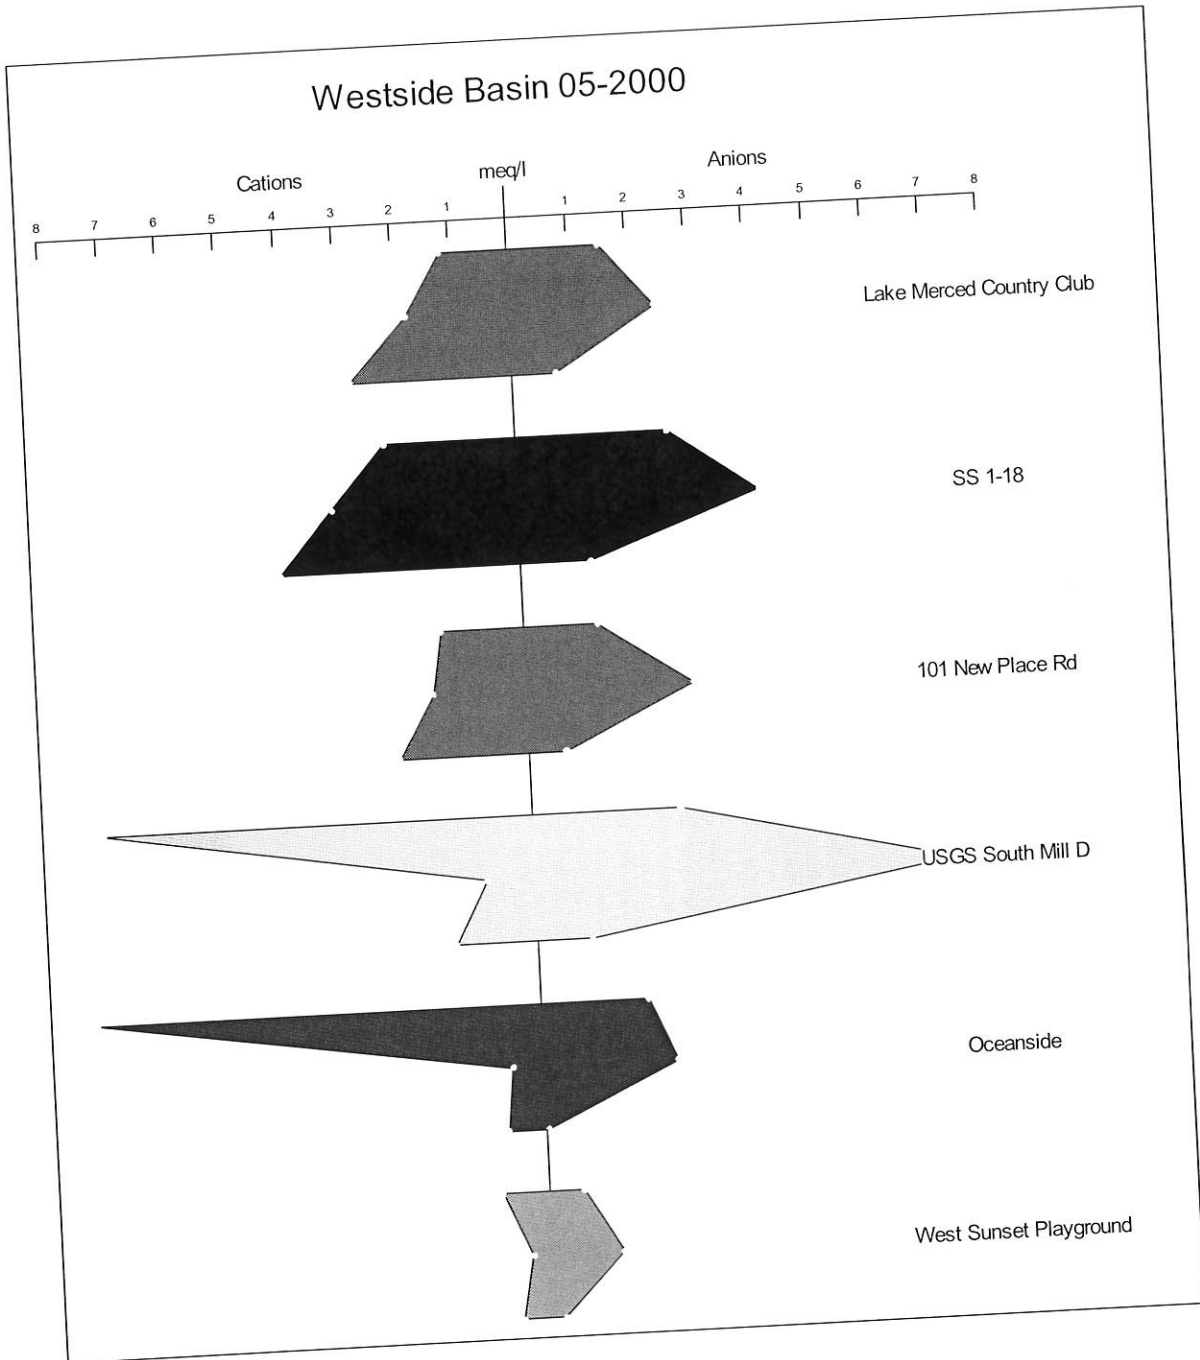 Westside Basin 05-2000
Cations meq/l Anions
8 7 6 5 4 3 2 1 1 2 3 4 5 6 7 8
Lake Merced Country Club
SS 1-18
101 New Place Rd
USGS South Mill D
Oceanside
West Sunset Playground